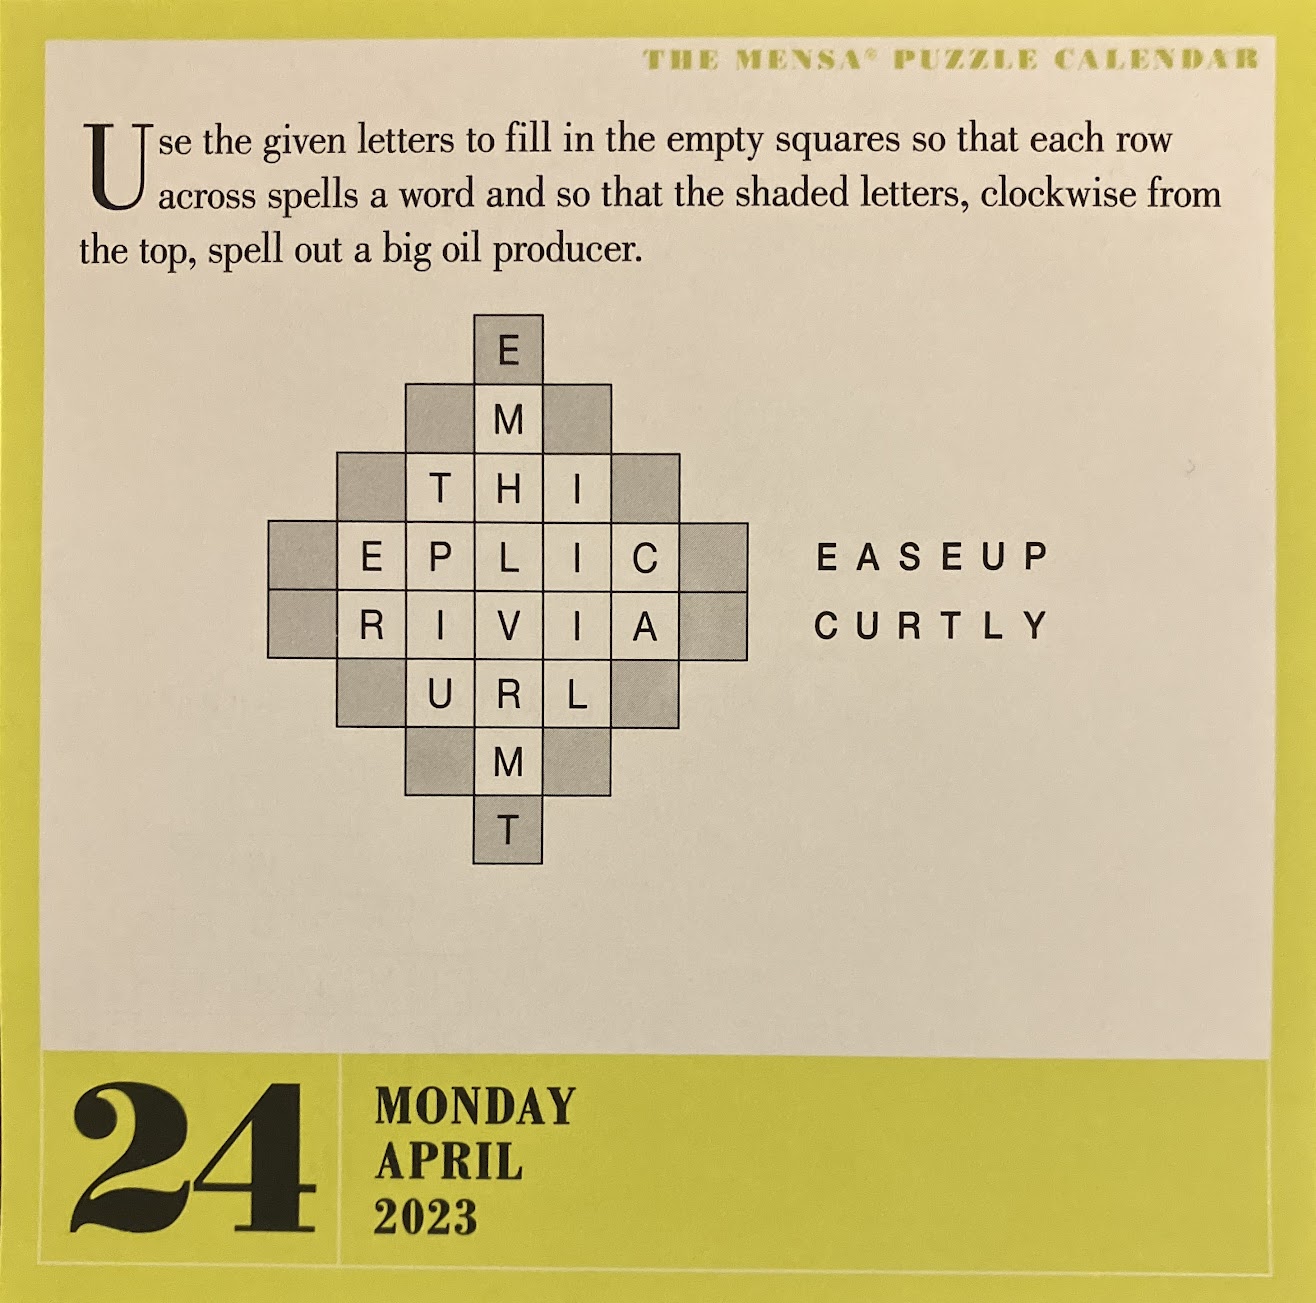 THE MENSA® PUZZLE CALENDAR
Use the given letters to fill in the empty squares so that each row
across spells a word and so that the shaded letters, clockwise from
the top, spell out a big oil producer.
E
M
T H I
E P L I C
E A S E U P
R I V I A
C U R T L Y
U R L
M
T
24
MONDAY
APRIL
2023